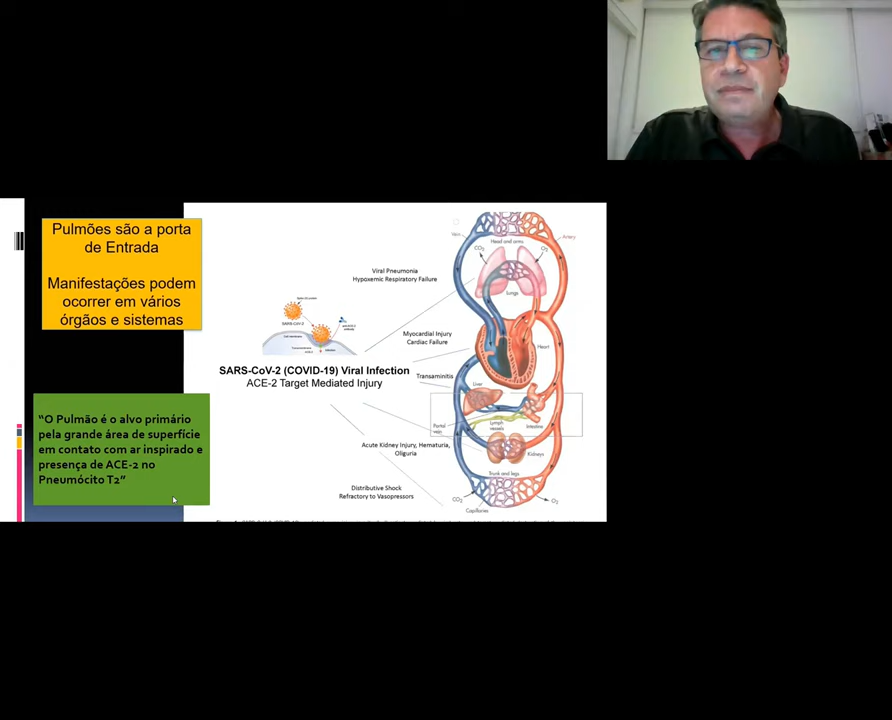 Pulmões são a porta
de Entrada
Manifestações podem
ocorrer em vários
órgãos e sistemas
"O Pulmão é o alvo primário
pela grande área de superfície
em contato com ar inspirado e
presença de ACE-2 no
Pneumócito T2"
SARS-CoV-2
SARS-CoV-2 (COVID-19) Viral Infection
ACE-2 Target Mediated Injury
Viral Pneumonia
Hypoxemic Respiratory Failure
Myocardial Injury
Cardiac Failure
Transaminitis
Acute Kidney Injury, Hematuria,
Oliguria
Distributive Shock
Refractory to Vasopressors
Vein
Artery
Head and arms
CO2
O2
Lungs
Heart
Liver
Portal
vein
Lymph
vessels
Intestine
Kidneys
Trunk and legs
CO2
O2
Capillaries